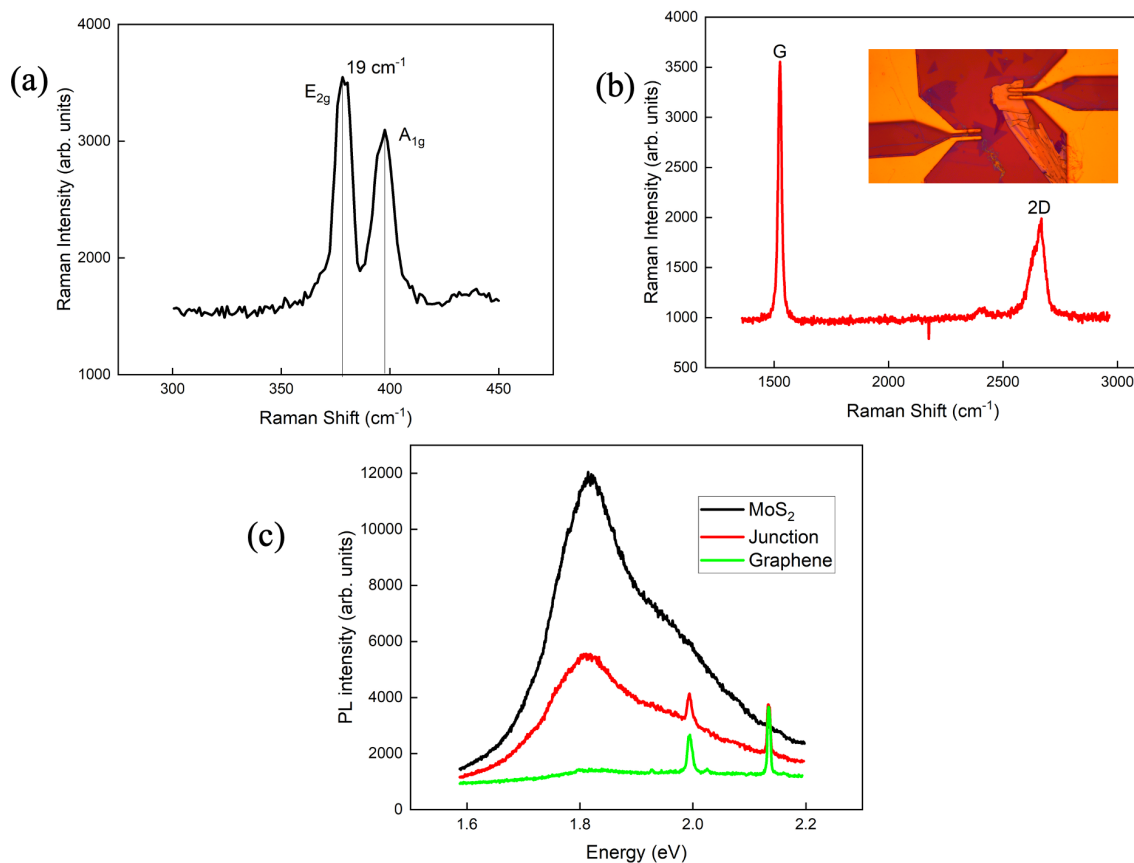 (a)
4000
3000
2000
1000
Raman Intensity (arb. units)
19 cm⁻¹
E₂g
A₁g
300
350
400
450
Raman Shift (cm⁻¹)
(b)
4000
3500
3000
2500
2000
1500
1000
500
Raman Intensity (arb. units)
G
2D
1500
2000
2500
3000
Raman Shift (cm⁻¹)
(c)
12000
10000
8000
6000
4000
2000
0
PL intensity (arb. units)
MoS₂
Junction
Graphene
1.6
1.8
2.0
2.2
Energy (eV)